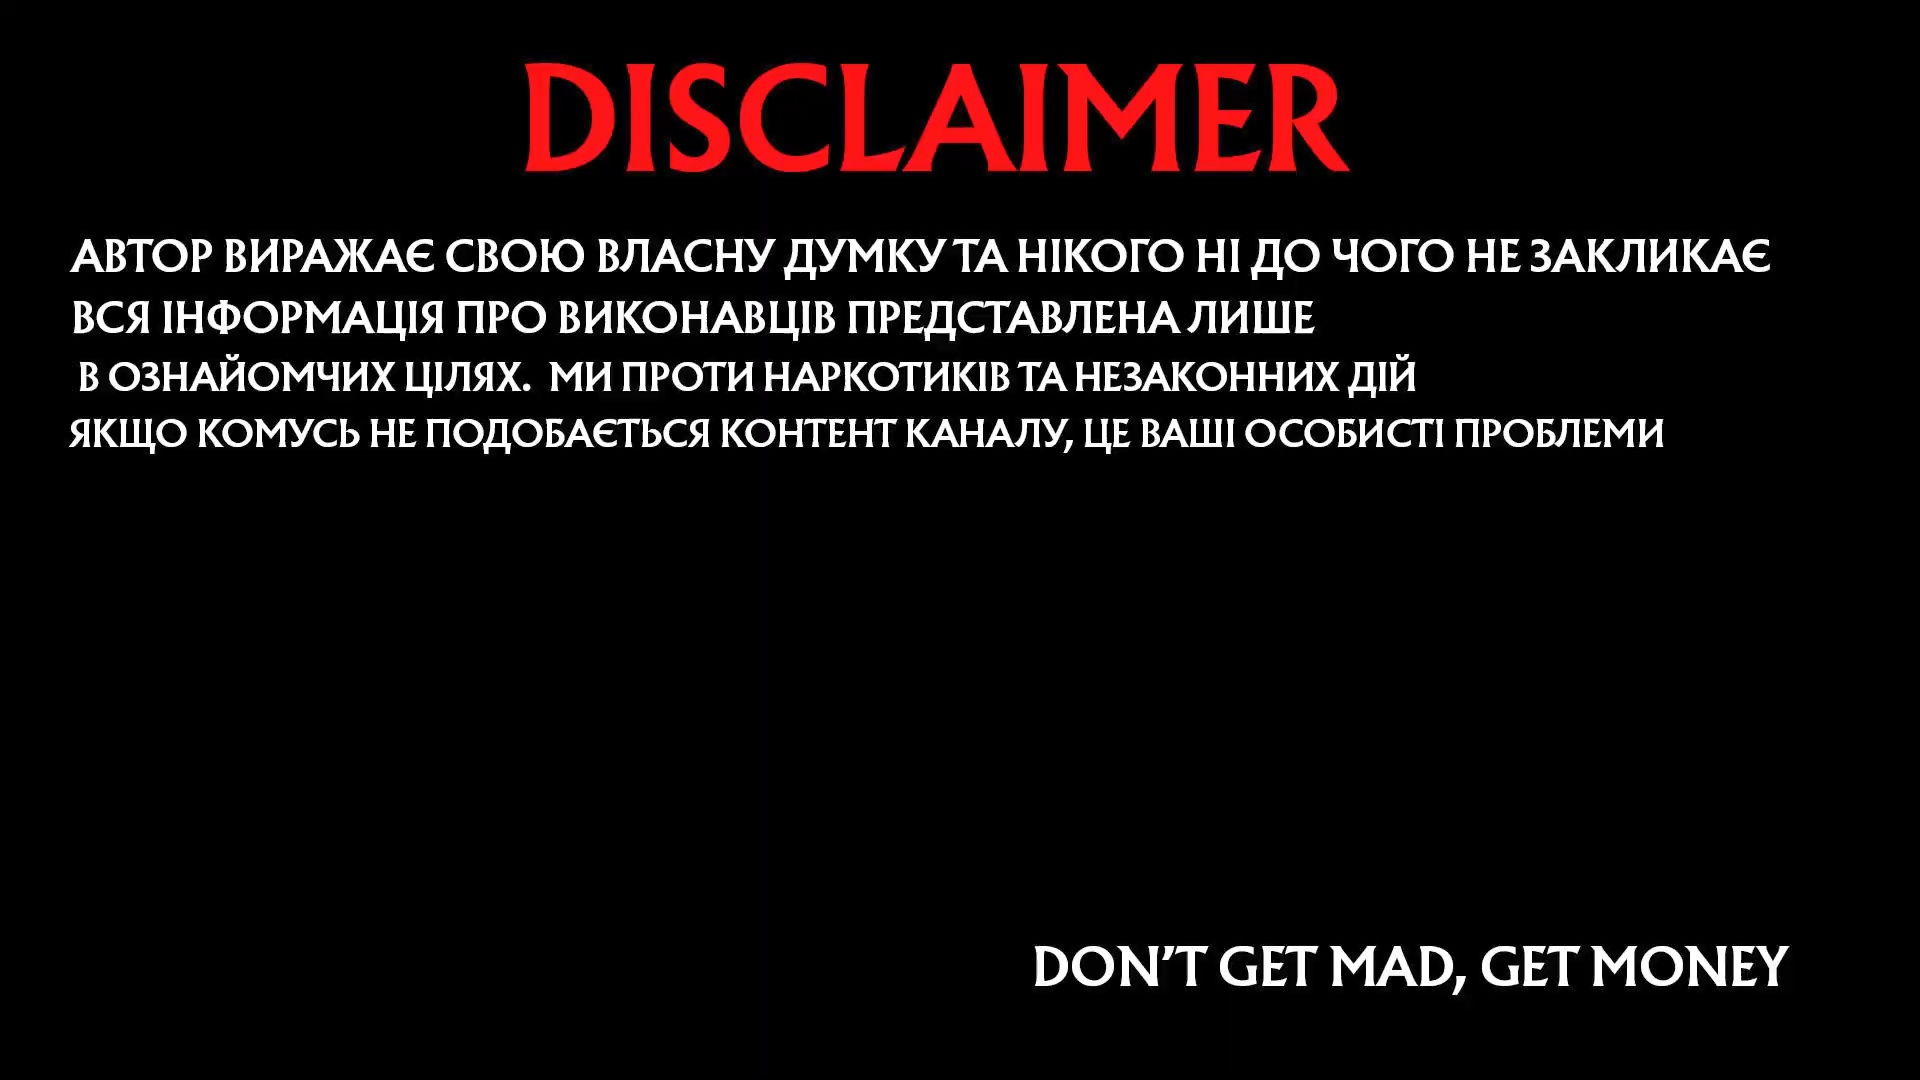 DISCLAIMER
АВТОР ВИРАЖАЄ СВОЮ ВЛАСНУ ДУМКУ ТА НІКОГО НІ ДО ЧОГО НЕ ЗАКЛИКАЄ
ВСЯ ІНФОРМАЦІЯ ПРО ВИКОНАВЦІВ ПРЕДСТАВЛЕНА ЛИШЕ
В ОЗНАЙОМЧИХ ЦІЛЯХ. МИ ПРОТИ НАРКОТИКІВ ТА НЕЗАКОННИХ ДІЙ
ЯКЩО КОМУСЬ НЕ ПОДОБАЄТЬСЯ КОНТЕНТ КАНАЛУ, ЦЕ ВАШІ ОСОБИСТІ ПРОБЛЕМИ
DON'T GET MAD, GET MONEY